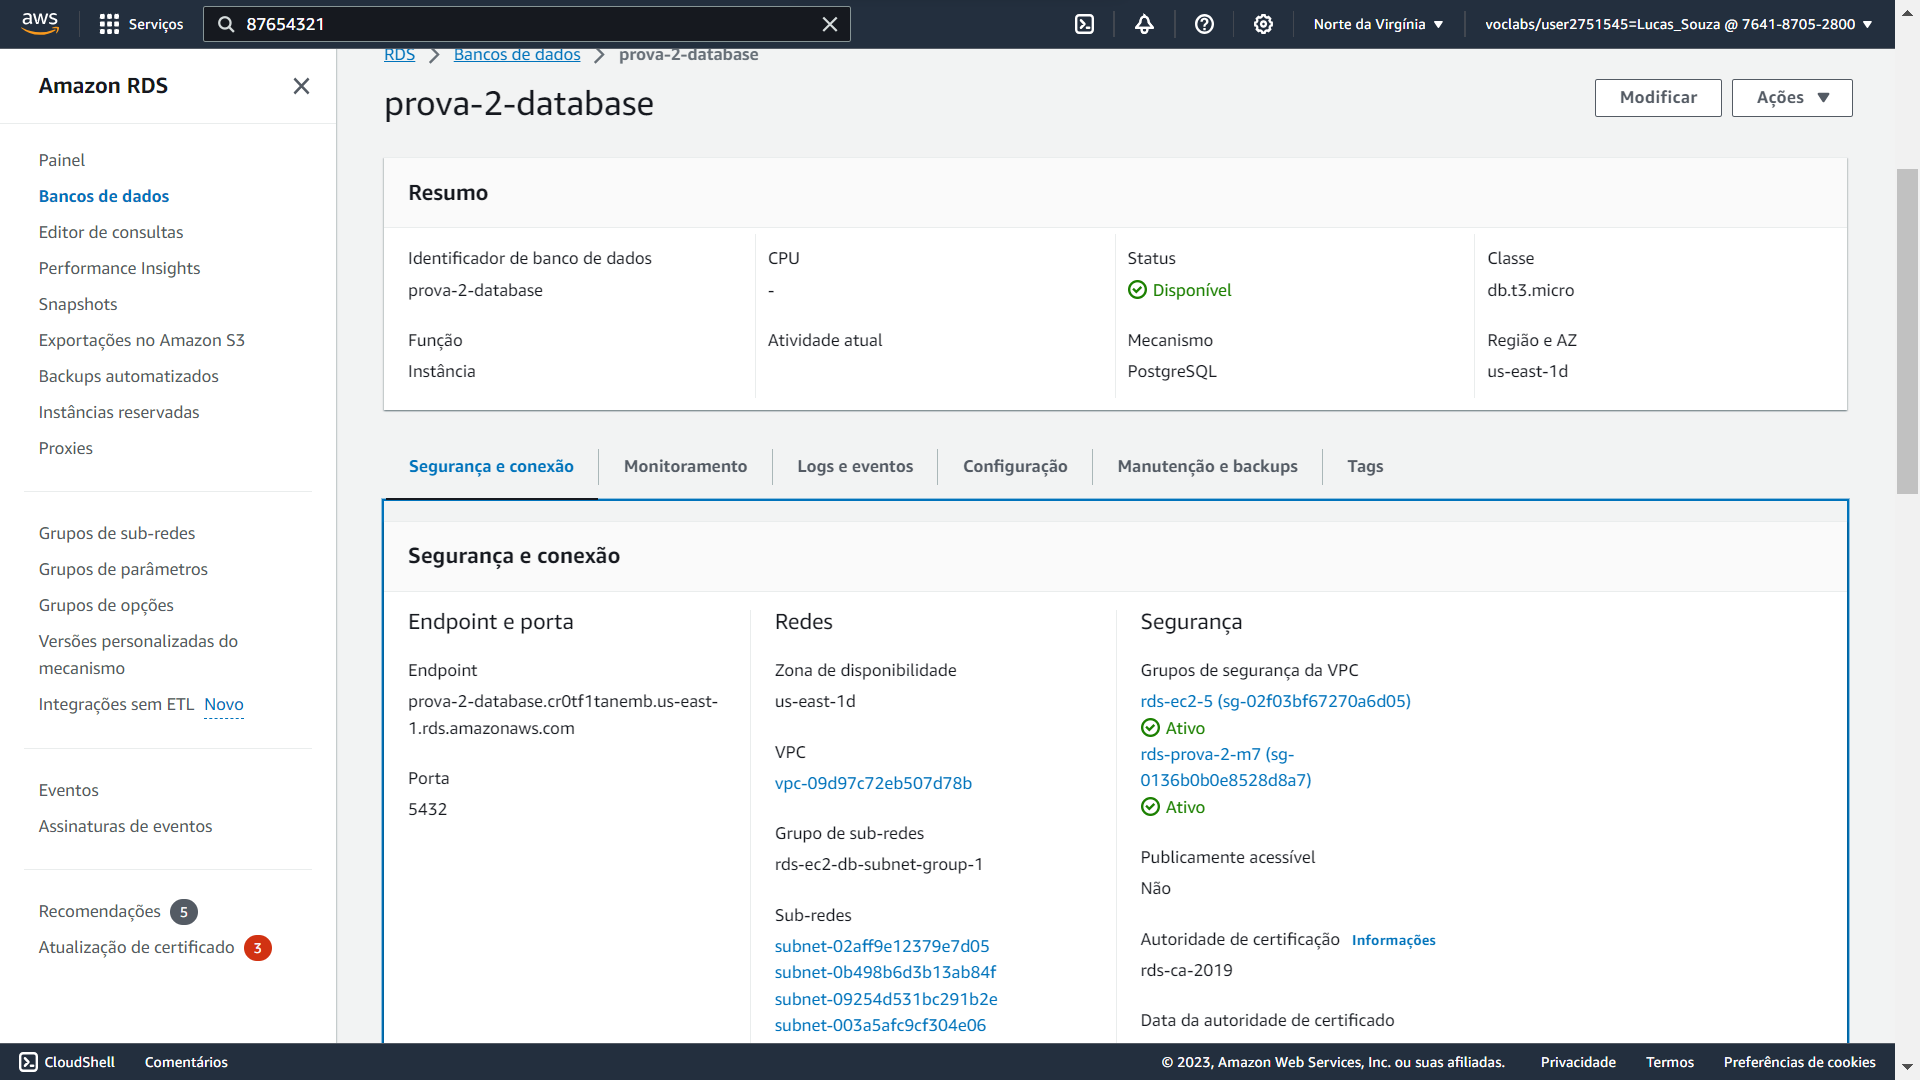 aws
Serviços
87654321
Norte da Virgínia
voclabs/user2751545=Lucas_Souza @ 7641-8705-2800
Amazon RDS
Painel
Bancos de dados
Editor de consultas
Performance Insights
Snapshots
Exportações no Amazon S3
Backups automatizados
Instâncias reservadas
Proxies
Grupos de sub-redes
Grupos de parâmetros
Grupos de opções
Versões personalizadas do
mecanismo
Integrações sem ETL Novo
Eventos
Assinaturas de eventos
Recomendações 5
Atualização de certificado 3
RDS Bancos de dados prova-2-database
prova-2-database
Modificar
Ações
Resumo
Identificador de banco de dados
prova-2-database
CPU
-
Status
Disponível
Classe
db.t3.micro
Função
Instância
Atividade atual
Mecanismo
PostgreSQL
Região e AZ
us-east-1d
Segurança e conexão
Monitoramento
Logs e eventos
Configuração
Manutenção e backups
Tags
Segurança e conexão
Endpoint e porta
Endpoint
prova-2-database.cr0tf1tanemb.us-east-
1.rds.amazonaws.com
Porta
5432
Redes
Zona de disponibilidade
us-east-1d
VPC
vpc-09d97c72eb507d78b
Grupo de sub-redes
rds-ec2-db-subnet-group-1
Sub-redes
subnet-02aff9e12379e7d05
subnet-0b498b6d3b13ab84f
subnet-09254d531bc291b2e
subnet-003a5afc9cf304e06
Segurança
Grupos de segurança da VPC
rds-ec2-5 (sg-02f03bf67270a6d05)
Ativo
rds-prova-2-m7 (sg-
0136b0b0e8528d8a7)
Ativo
Publicamente acessível
Não
Autoridade de certificação Informações
rds-ca-2019
Data da autoridade de certificado
CloudShell
Comentários
© 2023, Amazon Web Services, Inc. ou suas afiliadas.
Privacidade
Termos
Preferências de cookies